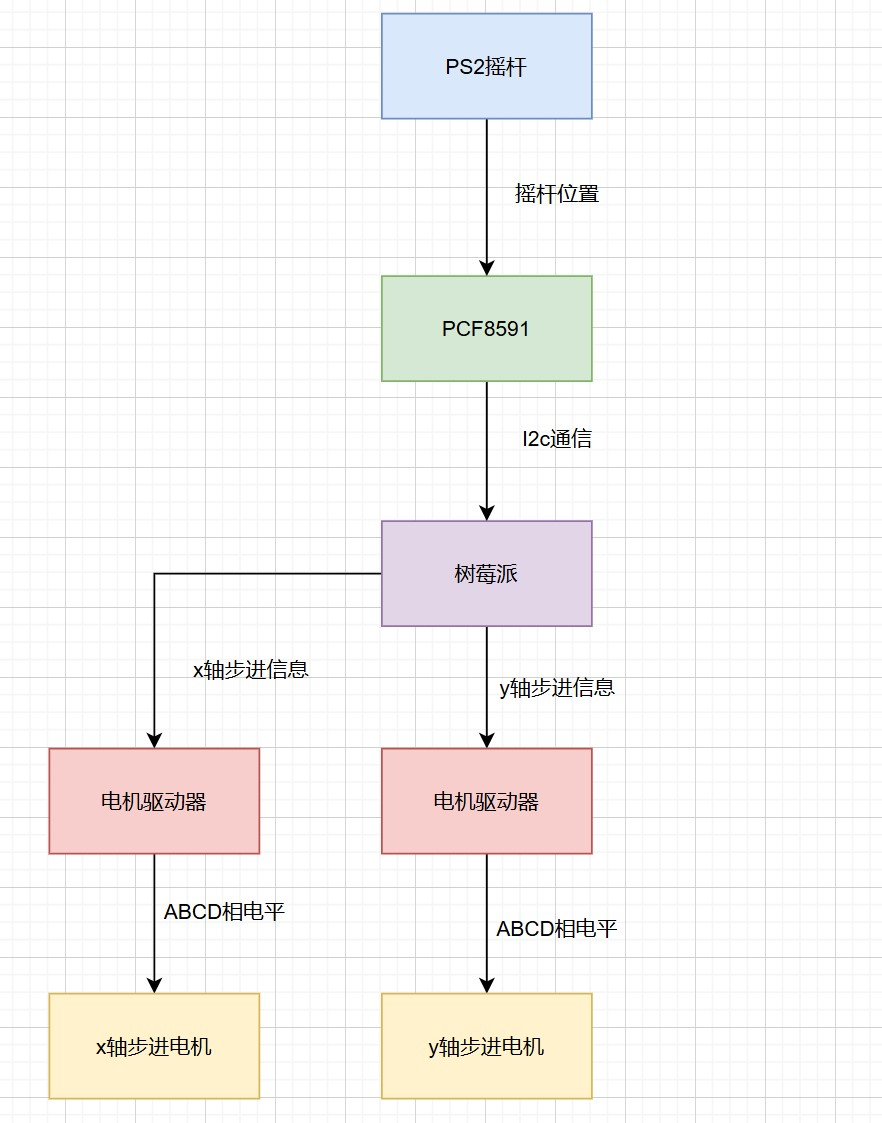 PS2摇杆
摇杆位置
PCF8591
I2c通信
树莓派
x轴步进信息
y轴步进信息
电机驱动器
电机驱动器
ABCD相电平
ABCD相电平
x轴步进电机
y轴步进电机